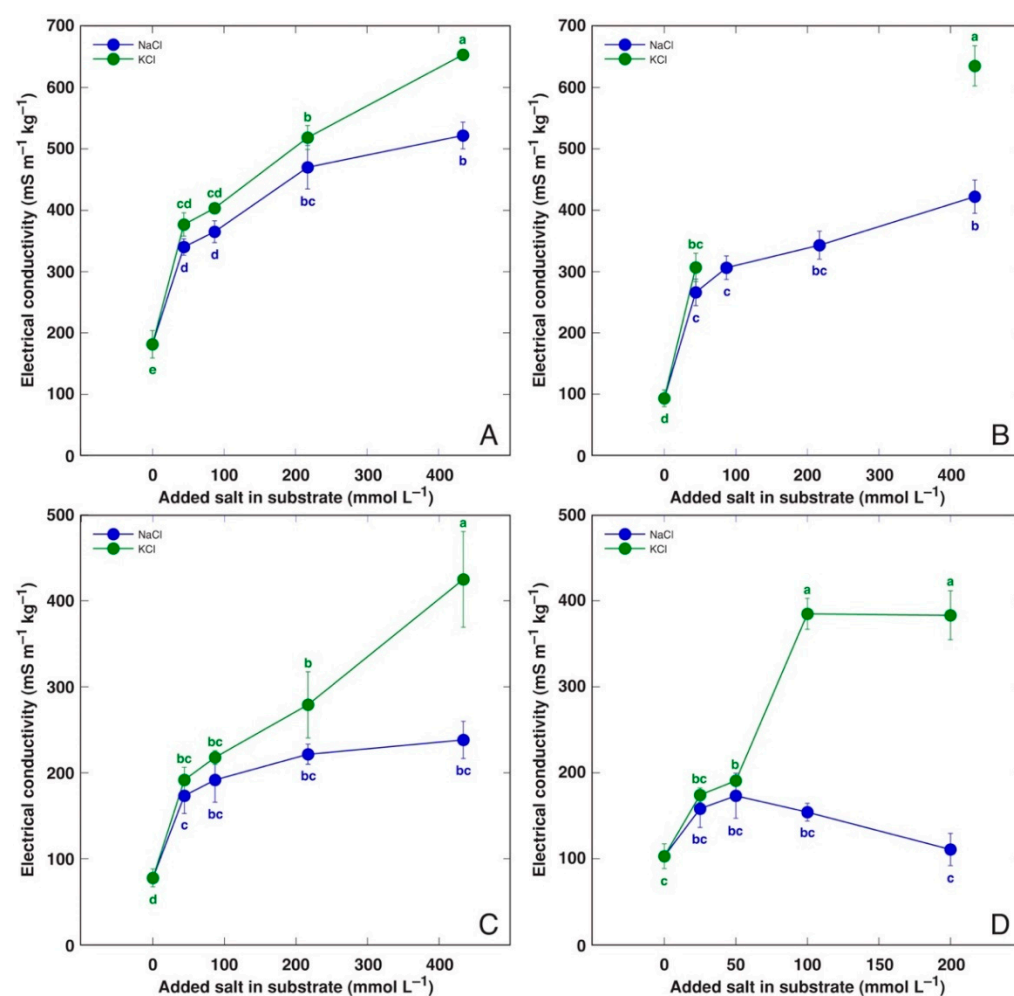 700
600
500
400
300
200
100
0
Electrical conductivity (mS m⁻¹ kg⁻¹)
NaCl
KCl
a
b
b
bc
cd
cd
d
d
e
A
0 100 200 200 400
Added salt in substrate (mmol L⁻¹)
700
600
500
400
300
200
100
0
Electrical conductivity (mS m⁻¹ kg⁻¹)
NaCl
KCl
a
b
bc
bc
c
c
d
B
0 100 200 200 400
Added salt in substrate (mmol L⁻¹)
500
400
300
200
100
0
Electrical conductivity (mS m⁻¹ kg⁻¹)
NaCl
KCl
a
b
bc
bc
bc
bc
bc
c
d
C
0 100 200 200 400
Added salt in substrate (mmol L⁻¹)
500
400
300
200
100
0
Electrical conductivity (mS m⁻¹ kg⁻¹)
NaCl
KCl
a
a
b
bc
bc
bc
bc
c
c
D
0 50 50 100 100 200
Added salt in substrate (mmol L⁻¹)